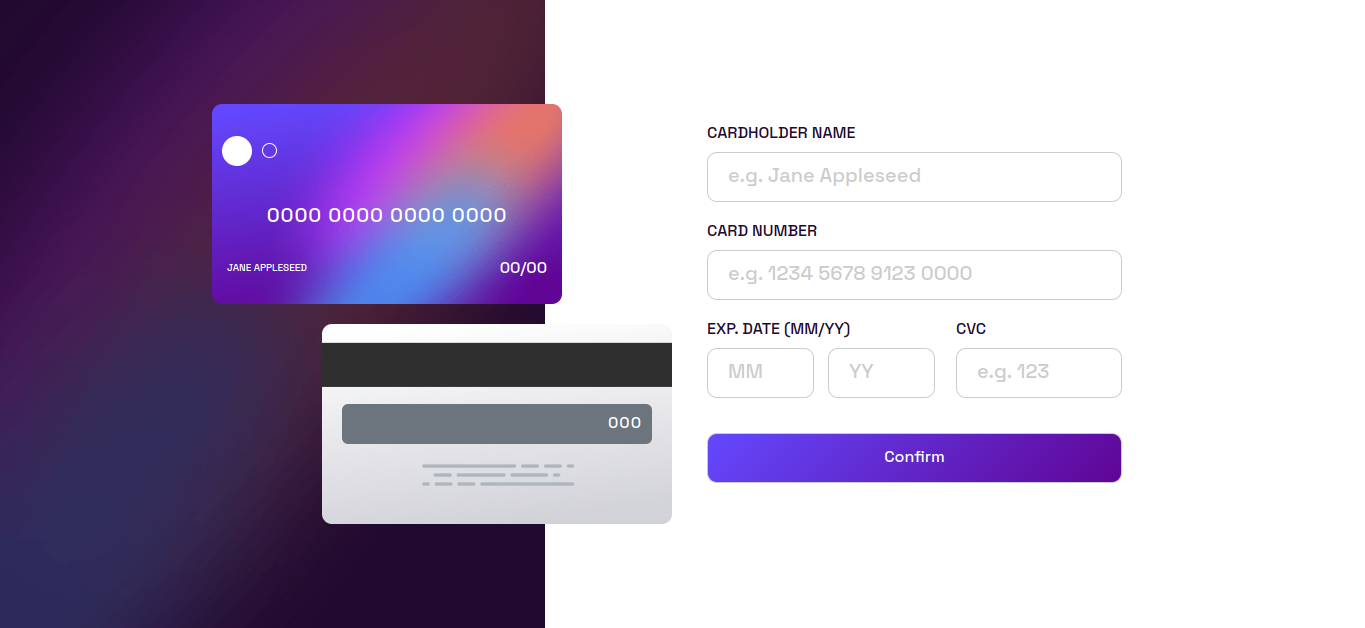 0000 0000 0000 0000
JANE APPLESEED 00/00
000
CARDHOLDER NAME
e.g. Jane Appleseed
CARD NUMBER
e.g. 1234 5678 9123 0000
EXP. DATE (MM/YY) CVC
MM YY e.g. 123
Confirm